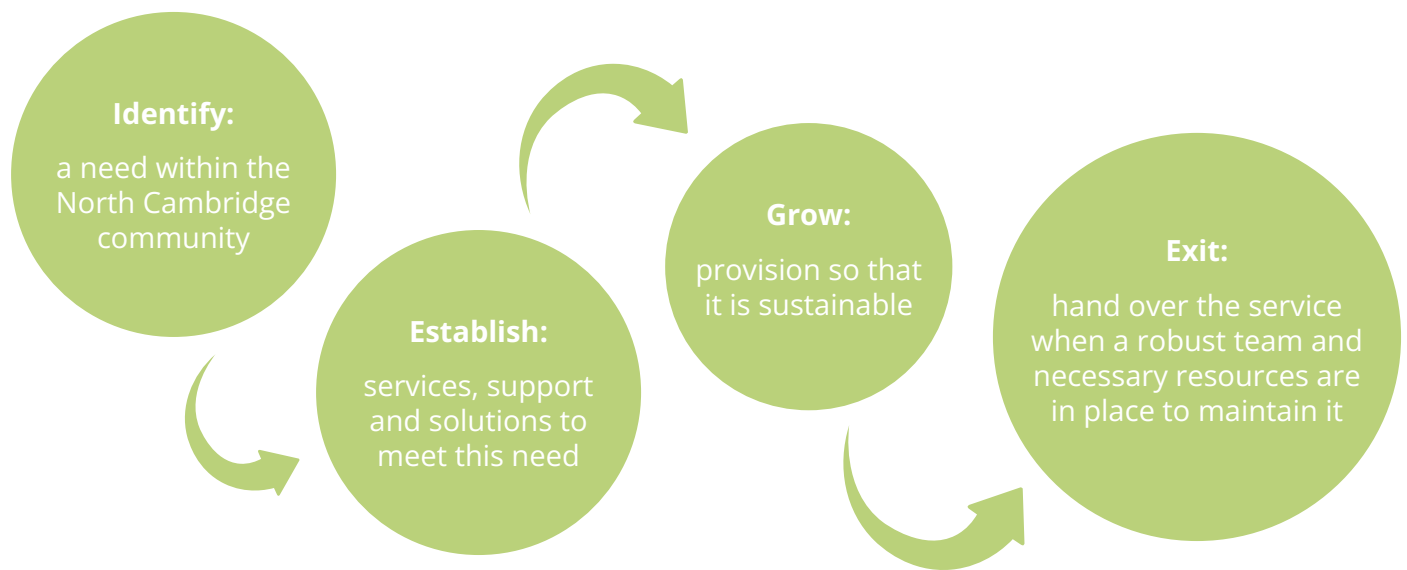 Identify:
a need within the
North Cambridge
community
Establish:
services, support
and solutions to
meet this need
Grow:
provision so that
it is sustainable
Exit:
hand over the service
when a robust team and
necessary resources are
in place to maintain it